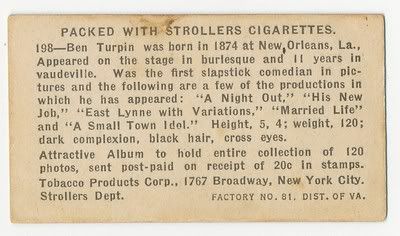 PACKED WITH STROLLERS CIGARETTES.
198—Ben Turpin was born in 1874 at New Orleans, La.,
Appeared on the stage in burlesque and 11 years in
vaudeville. Was the first slapstick comedian in pic-
tures and the following are a few of the productions in
which he has appeared: "A Night Out," "His New
Job," "East Lynne with Variations," "Married Life"
and "A Small Town Idol." Height, 5, 4; weight, 120;
dark complexion, black hair, cross eyes.
Attractive Album to hold entire collection of 120
photos, sent post-paid on receipt of 20c in stamps.
Tobacco Products Corp., 1767 Broadway, New York City.
Strollers Dept. FACTORY NO. 81, DIST. OF VA.